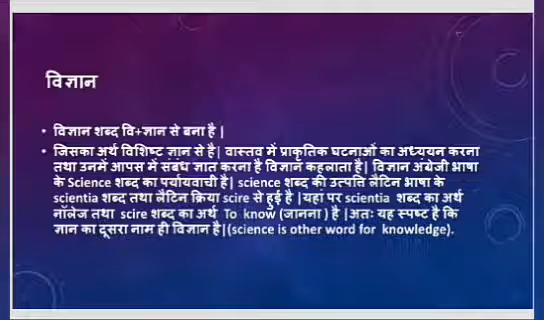 विज्ञान
• विज्ञान शब्द वि+ज्ञान से बना है |
• जिसका अर्थ विशिष्ट ज्ञान से है| वास्तव में प्राकृतिक घटनाओं का अध्ययन करना
तथा उनमें आपस में संबंध ज्ञात करना है विज्ञान कहलाता है| विज्ञान अंग्रेजी भाषा
के Science शब्द का पर्यायवाची है| science शब्द की उत्पत्ति लैटिन भाषा के
scientia शब्द तथा लैटिन क्रिया scire से हुई है |यहां पर scientia शब्द का अर्थ
नॉलेज तथा scire शब्द का अर्थ To know (जानना ) है |अतः यह स्पष्ट है कि
ज्ञान का दूसरा नाम ही विज्ञान है|(science is other word for knowledge).